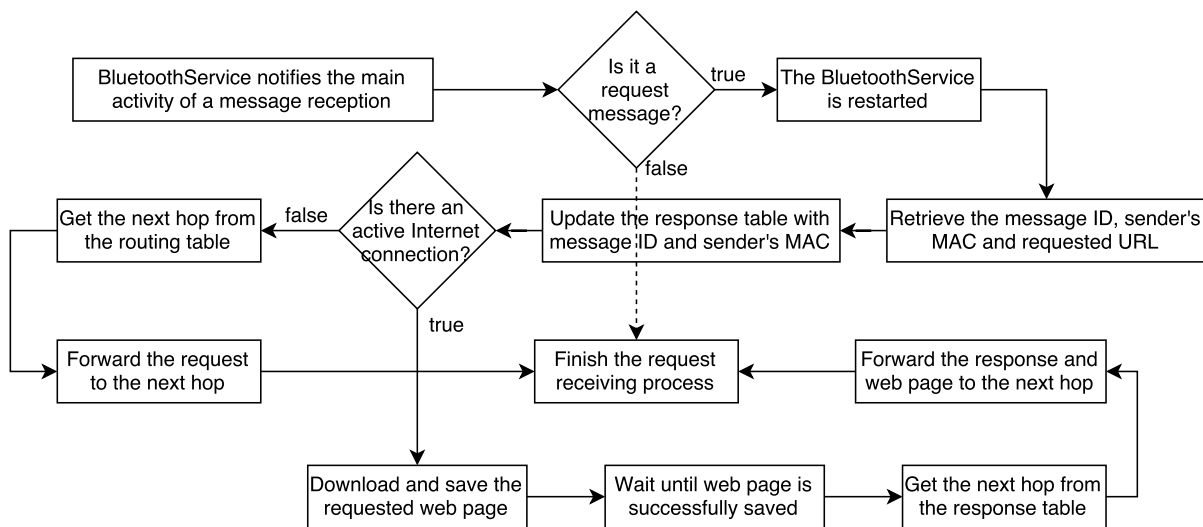 BluetoothService notifies the main
activity of a message reception
Is it a
request
message?
true
The BluetoothService
is restarted
false
Get the next hop from
the routing table
false
Is there an
active Internet
connection?
Update the response table with
message ID and sender's MAC
Retrieve the message ID, sender's
MAC and requested URL
true
Forward the request
to the next hop
Finish the request
receiving process
Forward the response and
web page to the next hop
Download and save the
requested web page
Wait until web page is
successfully saved
Get the next hop from
the response table